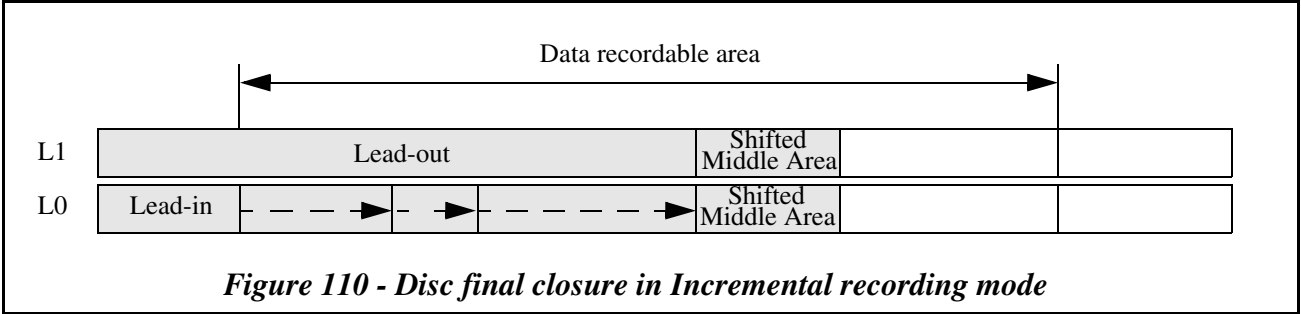 Data recordable area
L1
Lead-out
Shifted
Middle Area
L0
Lead-in
Shifted
Middle Area
Figure 110 - Disc final closure in Incremental recording mode